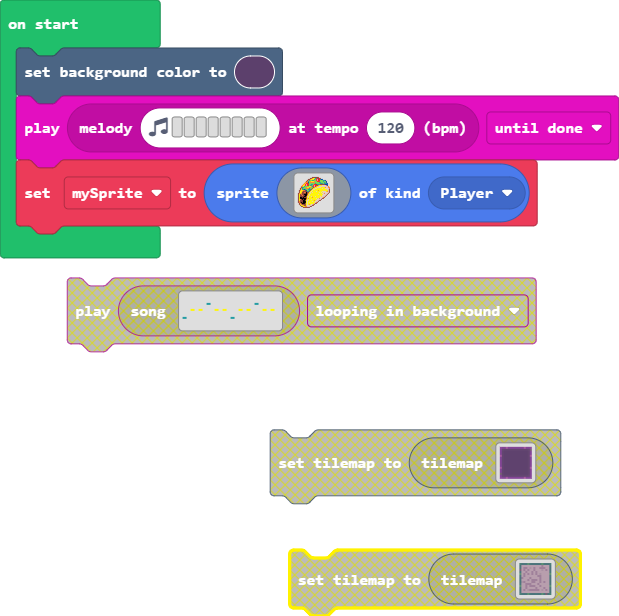 on start
set background color to
play melody at tempo 120 (bpm) until done
set mySprite to sprite of kind Player
play song looping in background
set tilemap to tilemap
set tilemap to tilemap